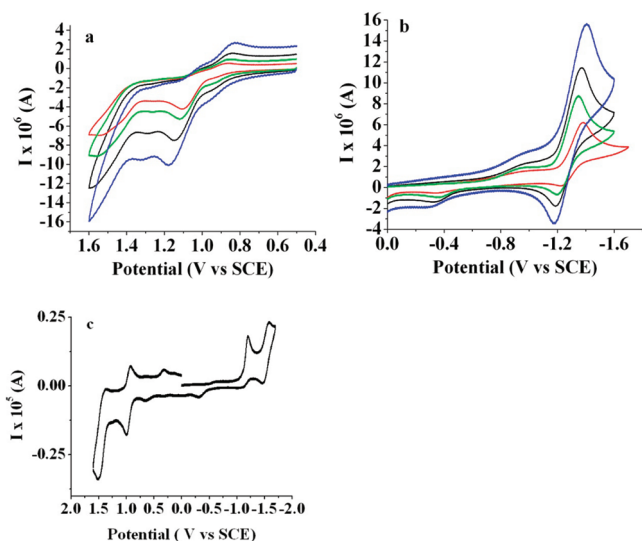 a
4
2
0
-2
-4
-6
-8
-10
-12
-14
-16
I x 10⁶ (A)
1.6 1.4 1.2 1.0 0.8 0.6 0.4
Potential (V vs SCE)
b
16
14
12
10
8
6
4
2
0
-2
-4
I x 10⁶ (A)
0.0 -0.4 -0.8 -1.2 -1.6
Potential (V vs SCE)
c
0.25
0.00
-0.25
I x 10⁵ (A)
2.0 1.5 1.0 0.5 0.0 -0.5 -1.0 -1.5 -2.0
Potential ( V vs SCE)